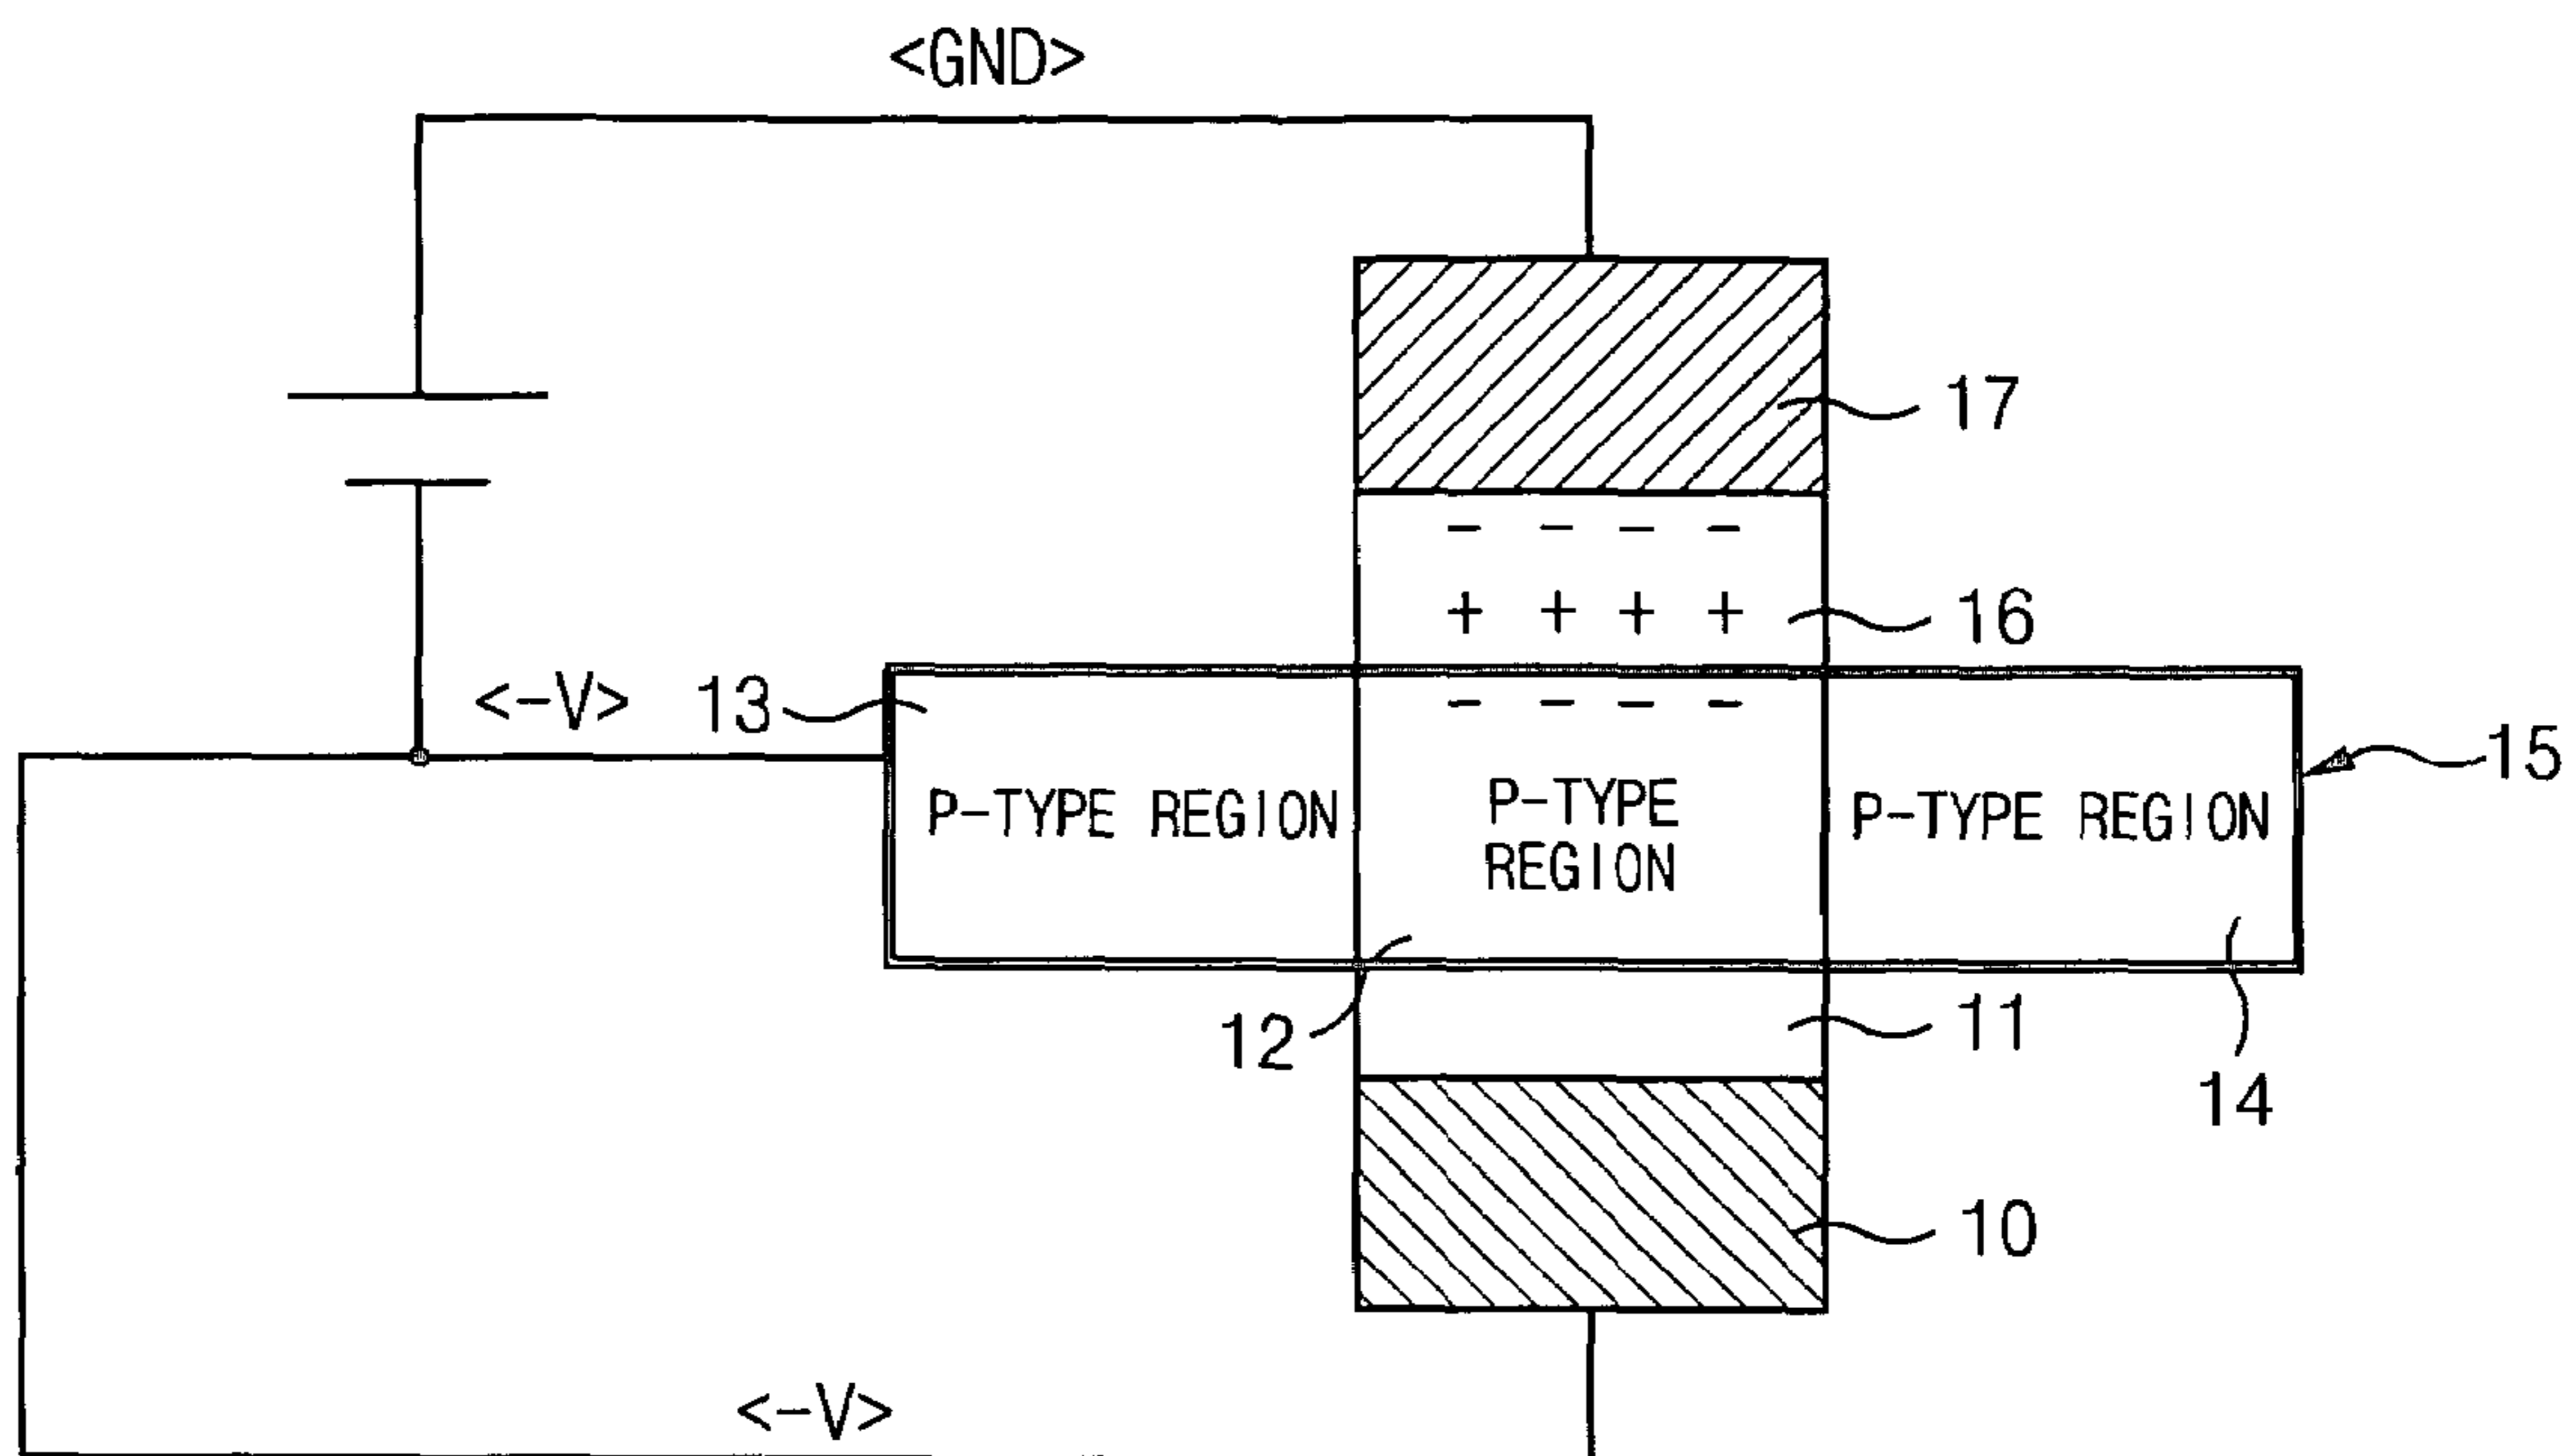 <GND>
17
- - - -
+ + + +
16
<-V>
13
- - - -
15
P-TYPE REGION
P-TYPE
REGION
P-TYPE REGION
12
11
14
10
<-V>